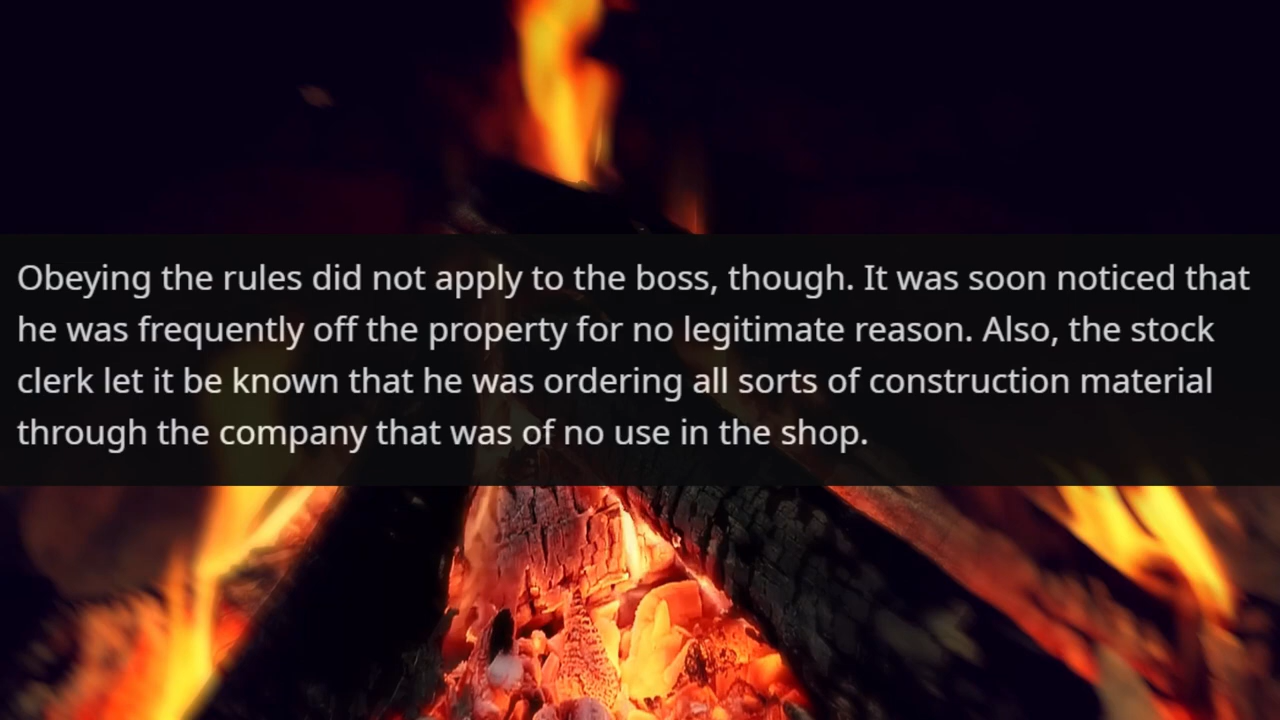 Obeying the rules did not apply to the boss, though. It was soon noticed that
he was frequently off the property for no legitimate reason. Also, the stock
clerk let it be known that he was ordering all sorts of construction material
through the company that was of no use in the shop.